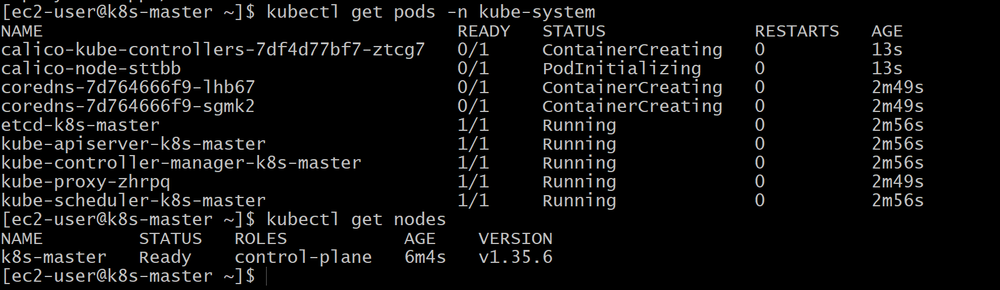 [ec2-user@k8s-master ~]$ kubectl get pods -n kube-system
NAME READY STATUS RESTARTS AGE
calico-kube-controllers-7df4d77bf7-ztcg7 0/1 ContainerCreating 0 13s
calico-node-sttbb 0/1 PodInitializing 0 13s
coredns-7d764666f9-lhb67 0/1 ContainerCreating 0 2m49s
coredns-7d764666f9-sgmk2 0/1 ContainerCreating 0 2m49s
etcd-k8s-master 1/1 Running 0 2m56s
kube-apiserver-k8s-master 1/1 Running 0 2m56s
kube-controller-manager-k8s-master 1/1 Running 0 2m56s
kube-proxy-zhrpq 1/1 Running 0 2m49s
kube-scheduler-k8s-master 1/1 Running 0 2m56s
[ec2-user@k8s-master ~]$ kubectl get nodes
NAME STATUS ROLES AGE VERSION
k8s-master Ready control-plane 6m4s v1.35.6
[ec2-user@k8s-master ~]$